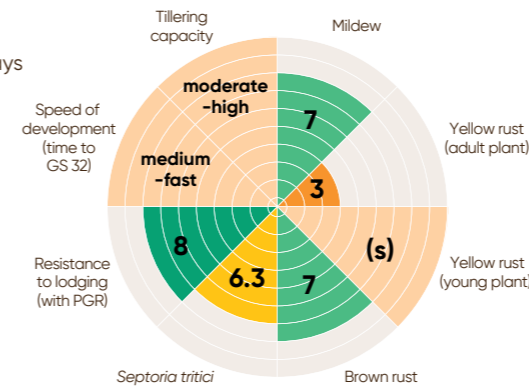 Tillering
capacity
Mildew
ays
moderate
-high
7
Speed of
development
(time to
GS 32)
Yellow rust
(adult plant)
medium
-fast
3
8
6.3
7
(s)
Resistance
to lodging
(with PGR)
Yellow rust
(young plant)
Septoria tritici
Brown rust